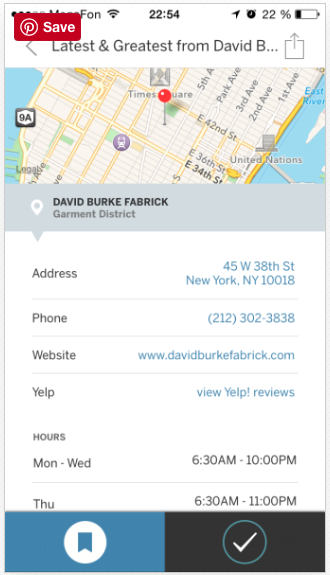 MegaFon 22:54 22 %
Save
Latest & Greatest from David B...
Times Square
5th Ave
Park Ave
3rd Ave
2nd Ave
1st Ave
East River
9A
E 42nd St
United Nations
E 36th St
E 34th St
DAVID BURKE FABRICK
Garment District
Address
45 W 38th St
New York, NY 10018
Phone (212) 302-3838
Website www.davidburkefabrick.com
Yelp view Yelp! reviews
HOURS
Mon - Wed 6:30AM - 10:00PM
Thu 6:30AM - 11:00PM